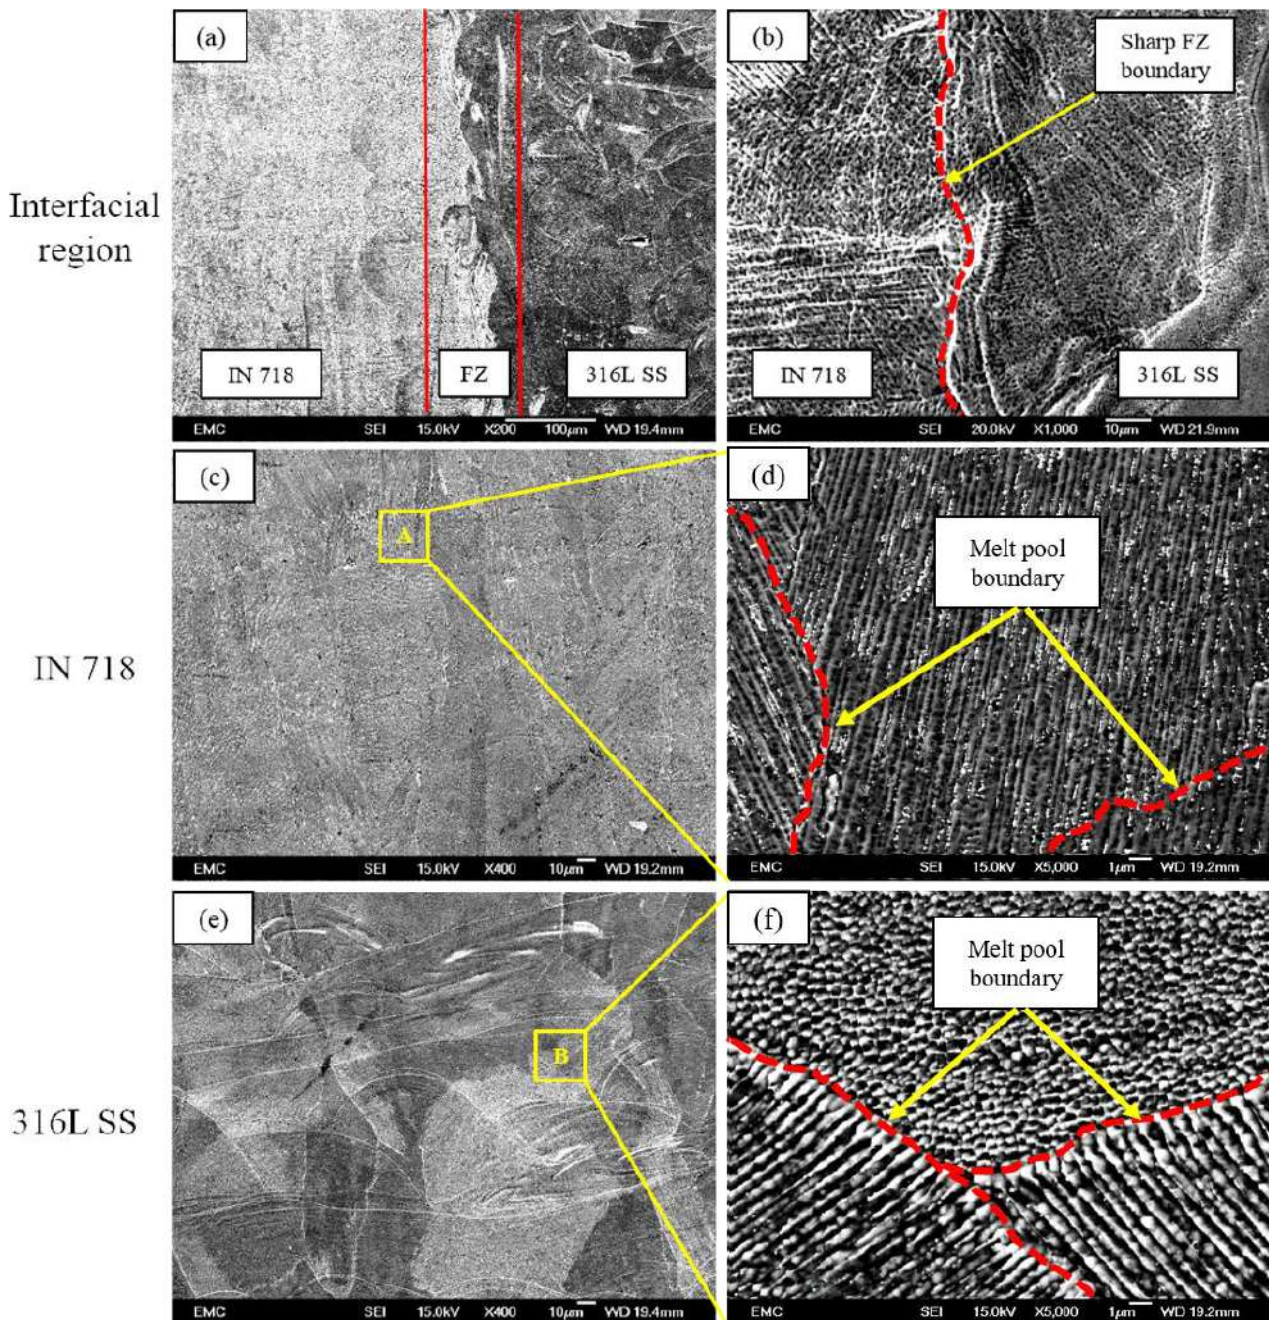 Interfacial
region
(a)
IN 718
FZ
316L SS
EMC SEI 15.0kV X200 100μm WD 19.4mm
(b)
Sharp FZ
boundary
IN 718
316L SS
EMC SEI 20.0kV X1,000 10μm WD 21.9mm
IN 718
(c)
A
EMC SEI 15.0kV X400 10μm WD 19.2mm
(d)
Melt pool
boundary
EMC SEI 15.0kV X5,000 1μm WD 19.2mm
316L SS
(e)
B
EMC SEI 15.0kV X400 10μm WD 19.4mm
(f)
Melt pool
boundary
EMC SEI 15.0kV X5,000 1μm WD 19.2mm